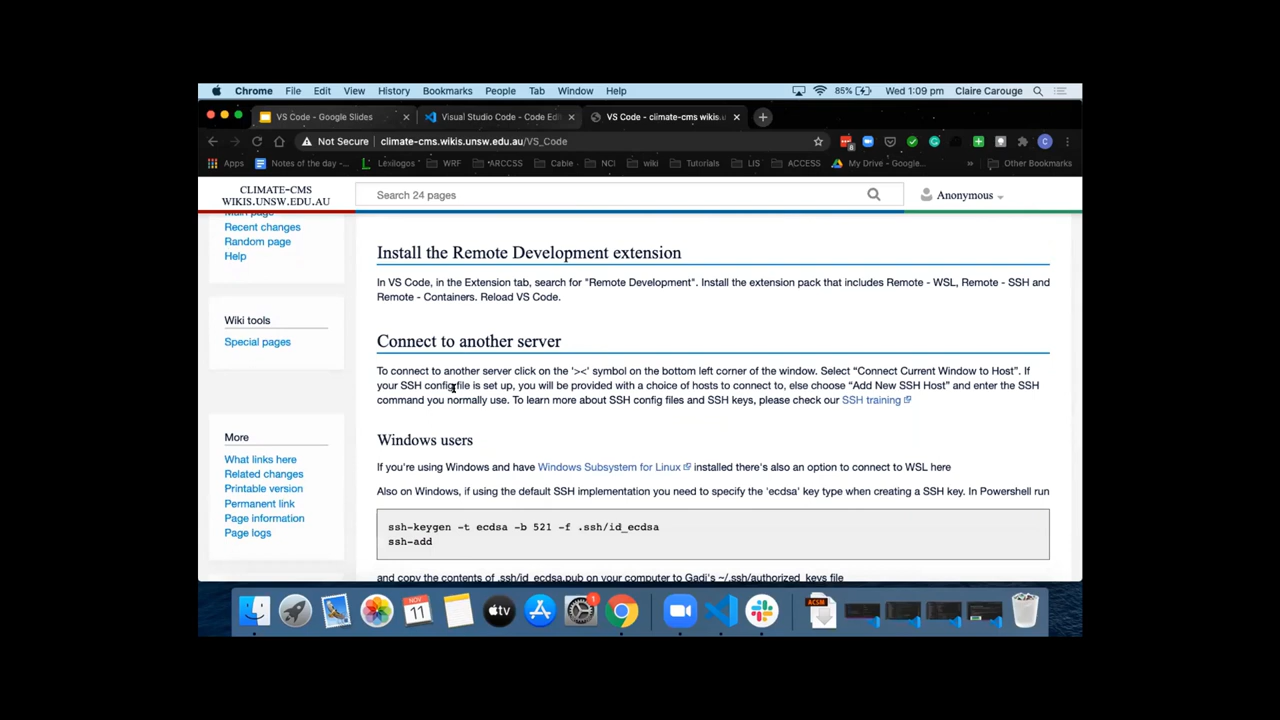 Chrome File Edit View History Bookmarks People Tab Window Help 85% Wed 1:09 pm Claire Carouge
VS Code - Google Slides Visual Studio Code - Code Edi VS Code - climate-cms wikis.u
Not Secure climate-cms.wikis.unsw.edu.au/VS_Code
Apps Notes of the day -... Lexilogos WRF ARCCSS Cable NCI wiki Tutorials LIS ACCESS My Drive - Google... » Other Bookmarks
CLIMATE-CMS
WIKIS.UNSW.EDU.AU
Search 24 pages
Anonymous
Main page
Recent changes
Random page
Help
Wiki tools
Special pages
More
What links here
Related changes
Printable version
Permanent link
Page information
Page logs
Install the Remote Development extension
In VS Code, in the Extension tab, search for "Remote Development". Install the extension pack that includes Remote - WSL, Remote - SSH and
Remote - Containers. Reload VS Code.
Connect to another server
To connect to another server click on the '><' symbol on the bottom left corner of the window. Select “Connect Current Window to Host”. If
your SSH config file is set up, you will be provided with a choice of hosts to connect to, else choose “Add New SSH Host” and enter the SSH
command you normally use. To learn more about SSH config files and SSH keys, please check our SSH training
Windows users
If you're using Windows and have Windows Subsystem for Linux installed there's also an option to connect to WSL here
Also on Windows, if using the default SSH implementation you need to specify the 'ecdsa' key type when creating a SSH key. In Powershell run
ssh-keygen -t ecdsa -b 521 -f .ssh/id_ecdsa
ssh-add
and copy the contents of .ssh/id_ecdsa.pub on your computer to Gadi's ~/.ssh/authorized_keys file
NOV
11
tv
1
ACSM